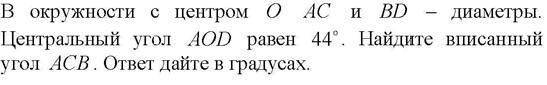 В окружности с центром O AC и BD – диаметры.
Центральный угол AOD равен 44°. Найдите вписанный
угол ACB. Ответ дайте в градусах.